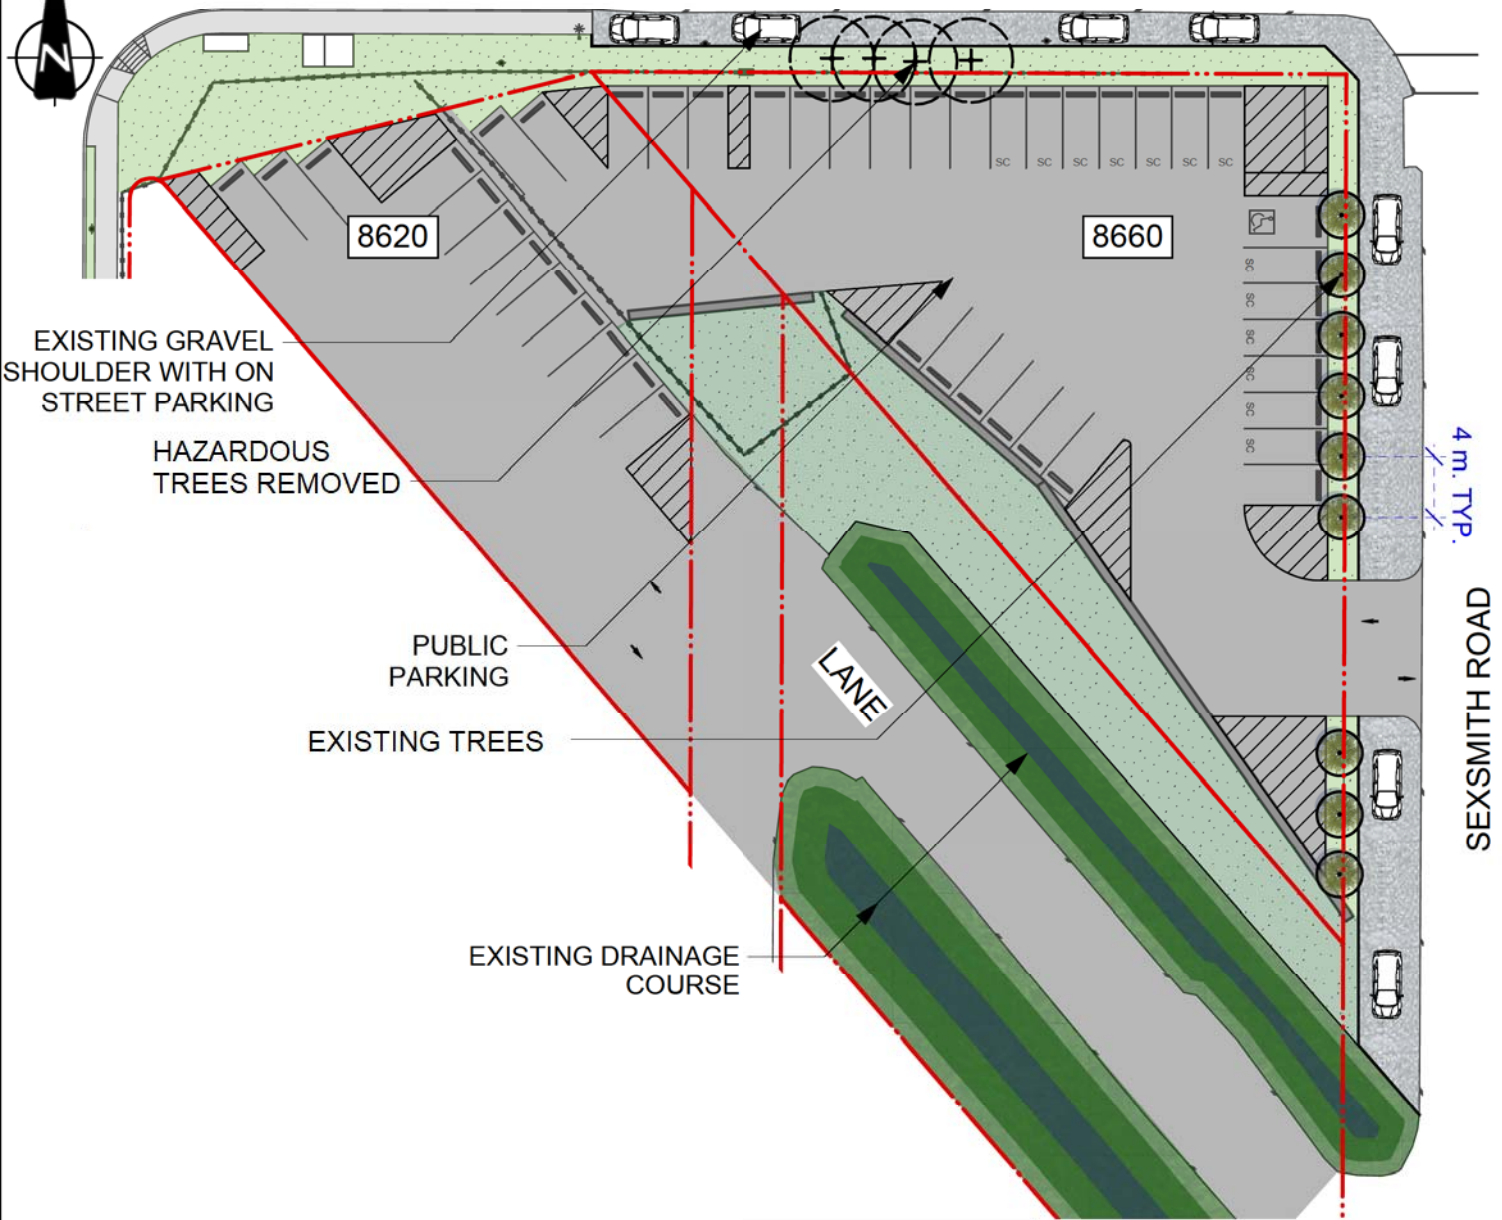 N
8620
8660
SC SC SC SC SC SC SC
SC
SC
SC
SC
SC
SC
EXISTING GRAVEL
SHOULDER WITH ON
STREET PARKING
HAZARDOUS
TREES REMOVED
4 m. TYP.
PUBLIC
PARKING
LANE
SEXSMITH ROAD
EXISTING TREES
EXISTING DRAINAGE
COURSE